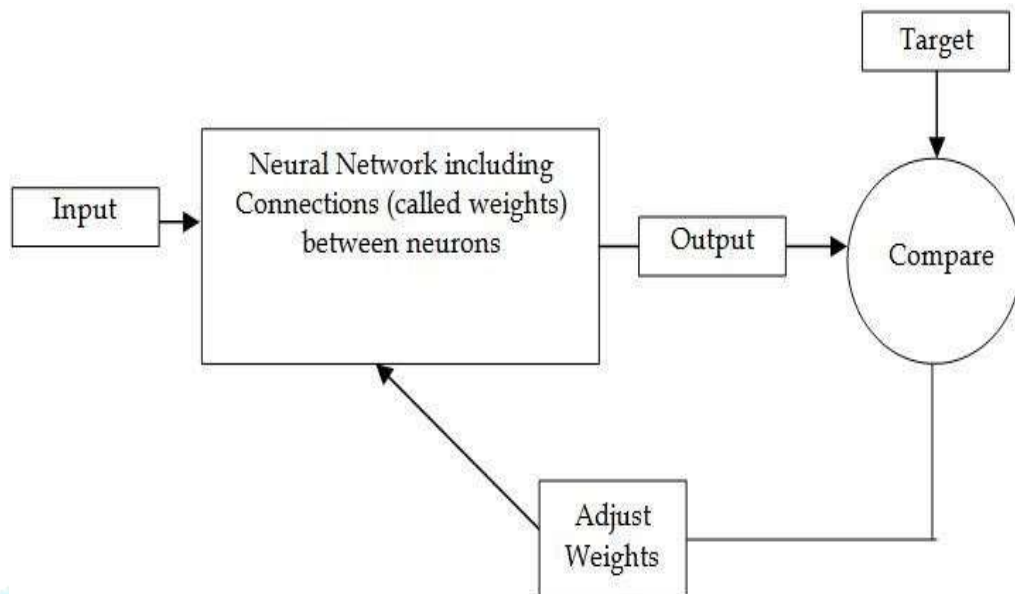 Target
Neural Network including
Connections (called weights)
between neurons
Input
Output
Compare
Adjust
Weights